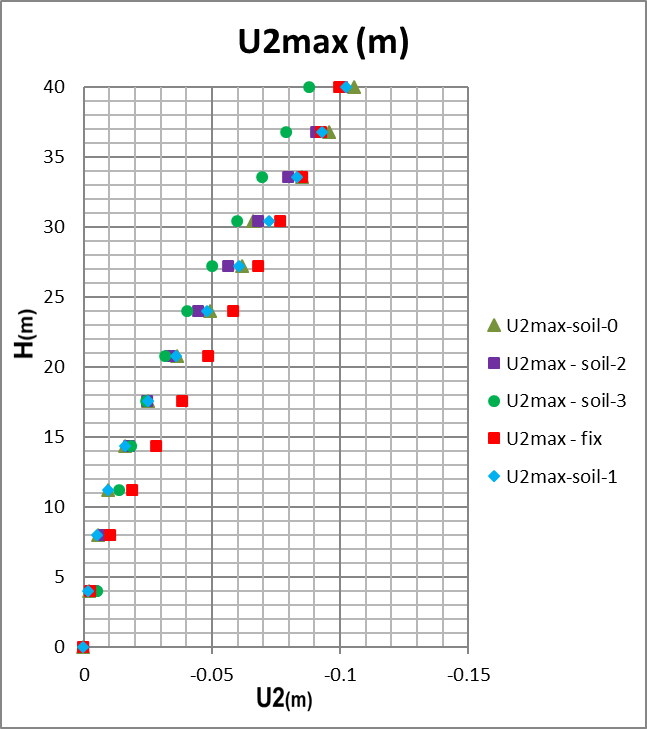 U2max (m)
40
35
30
25
20
15
10
5
0
H(m)
0
-0.05
-0.1
-0.15
U2(m)
U2max-soil-0
U2max - soil-2
U2max - soil-3
U2max - fix
U2max-soil-1